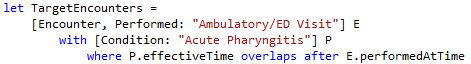 let TargetEncounters =
[Encounter, Performed: "Ambulatory/ED Visit"] E
with [Condition: "Acute Pharyngitis"] P
where P.effectiveTime overlaps after E.performedAtTime